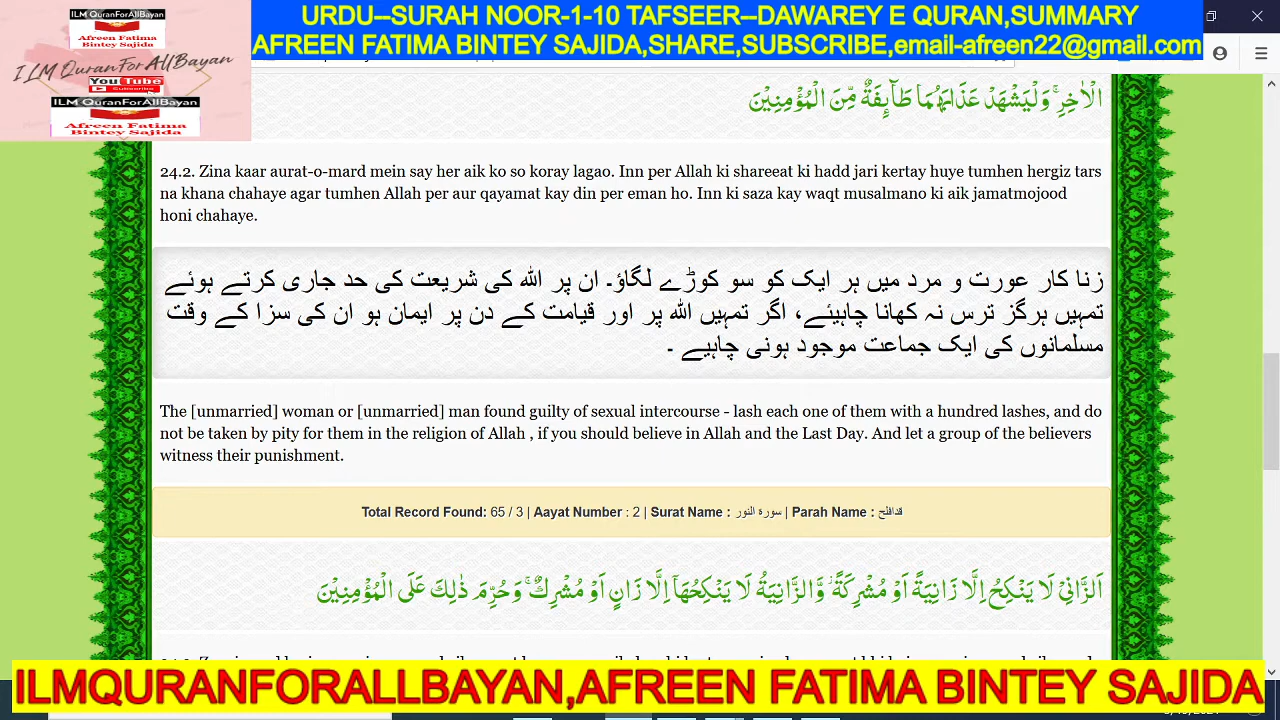 ILM QuranForAllBayan
Afreen Fatima
Bintey Sajida
ILM QuranForAllBayan
YouTube
Subscribe
ILM QuranForAllBayan
Afreen Fatima
Bintey Sajida
URDU--SURAH NOOR-1-10 TAFSEER--DAWRAEY E QURAN,SUMMARY
AFREEN FATIMA BINTEY SAJIDA,SHARE,SUBSCRIBE,email-afreen22@gmail.com
الْاٰخِرِ ۚ وَلْيَشْهَدْ عَذَابَهُمَا طَآئِفَةٌ مِّنَ الْمُؤْمِنِيْنَ
24.2. Zina kaar aurat-o-mard mein say her aik ko so koray lagao. Inn per Allah ki shareeat ki hadd jari kertay huye tumhen hergiz tars
na khana chahaye agar tumhen Allah per aur qayamat kay din per eman ho. Inn ki saza kay waqt musalmano ki aik jamatmojood
honi chahaye.
زنا کار عورت و مرد میں ہر ایک کو سو کوڑے لگاؤ۔ ان پر اللہ کی شریعت کی حد جاری کرتے ہوئے
تمہیں ہرگز ترس نہ کھانا چاہیئے، اگر تمہیں اللہ پر اور قیامت کے دن پر ایمان ہو ان کی سزا کے وقت
مسلمانوں کی ایک جماعت موجود ہونی چاہیے ۔
The [unmarried] woman or [unmarried] man found guilty of sexual intercourse - lash each one of them with a hundred lashes, and do
not be taken by pity for them in the religion of Allah , if you should believe in Allah and the Last Day. And let a group of the believers
witness their punishment.
Total Record Found: 65 / 3 | Aayat Number : 2 | Surat Name : سورة النور | Parah Name : قدافلح
اَلزَّانِيْ لَا يَنْكِحُ اِلَّا زَانِيَةً اَوْ مُشْرِكَةً ۡ وَّالزَّانِيَةُ لَا يَنْكِحُهَاۤ اِلَّا زَانٍ اَوْ مُشْرِكٌ ۚ وَحُرِّمَ ذٰلِكَ عَلَى الْمُؤْمِنِيْنَ
ILMQURANFORALLBAYAN,AFREEN FATIMA BINTEY SAJIDA